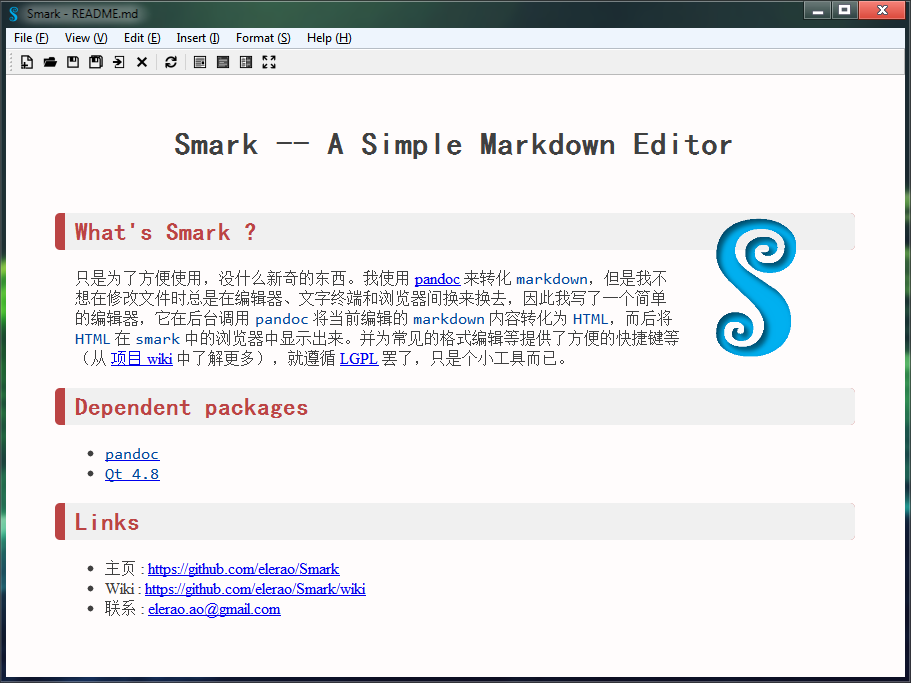 Smark - README.md
File (F) View (V) Edit (E) Insert (I) Format (S) Help (H)
Smark -- A Simple Markdown Editor
What's Smark ?
只是为了方便使用，没什么新奇的东西。我使用 pandoc 来转化 markdown，但是我不
想在修改文件时总是在编辑器、文字终端和浏览器间换来换去，因此我写了一个简单
的编辑器，它在后台调用 pandoc 将当前编辑的 markdown 内容转化为 HTML，而后将
HTML 在 smark 中的浏览器中显示出来。并为常见的格式编辑等提供了方便的快捷键等
（从 项目 wiki 中了解更多），就遵循 LGPL 罢了，只是个小工具而已。
Dependent packages
pandoc
Qt 4.8
Links
主页 : https://github.com/elerao/Smark
Wiki : https://github.com/elerao/Smark/wiki
联系 : elerao.ao@gmail.com